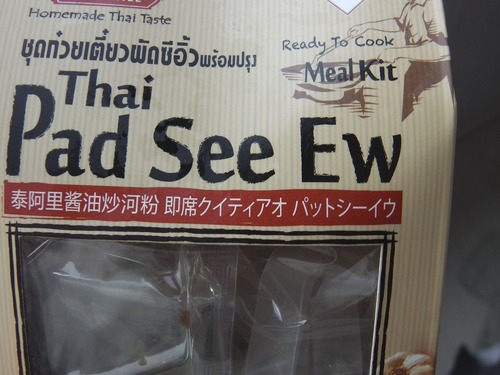 Homemade Thai Taste
ชุดก๋วยเตี๋ยวผัดซีอิ้วพร้อมปรุง
Ready To Cook
Meal Kit
Thai
Pad See Ew
泰阿里酱油炒河粉 即席クイティアオ パットシーイウ